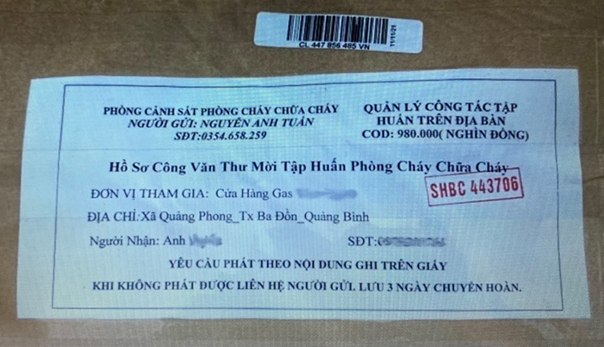 CL 447 856 485 VN
11/11/21
PHÒNG CẢNH SÁT PHÒNG CHÁY CHỮA CHÁY
NGƯỜI GỬI: NGUYỄN ANH TUẤN
SĐT:0354.658.259
QUẢN LÝ CÔNG TÁC TẬP
HUẤN TRÊN ĐỊA BÀN
COD: 980.000( NGHÌN ĐỒNG)
Hồ Sơ Công Văn Thư Mời Tập Huấn Phòng Cháy Chữa Cháy
SHBC 443706
ĐƠN VỊ THAM GIA: Cửa Hàng Gas
ĐỊA CHỈ:Xã Quảng Phong_Tx Ba Đồn_Quảng Bình
Người Nhận: Anh
SĐT:
YÊU CẦU PHÁT THEO NỘI DUNG GHI TRÊN GIẤY
KHI KHÔNG PHÁT ĐƯỢC LIÊN HỆ NGƯỜI GỬI. LƯU 3 NGÀY CHUYỂN HOÀN.